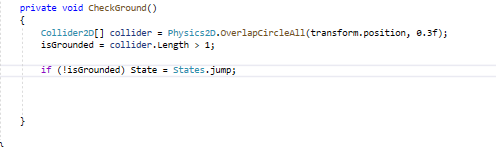 private void CheckGround()
{
Collider2D[] collider = Physics2D.OverlapCircleAll(transform.position, 0.3f);
isGrounded = collider.Length > 1;
if (!isGrounded) State = States.jump;
}
}